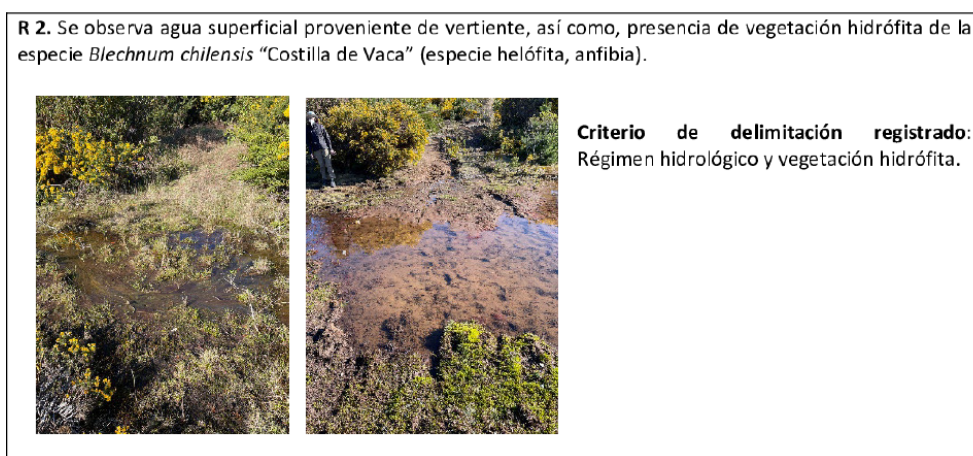 R 2. Se observa agua superficial proveniente de vertiente, así como, presencia de vegetación hidrófita de la
especie Blechnum chilensis “Costilla de Vaca” (especie helófita, anfibia).
Criterio de delimitación registrado:
Régimen hidrológico y vegetación hidrófita.